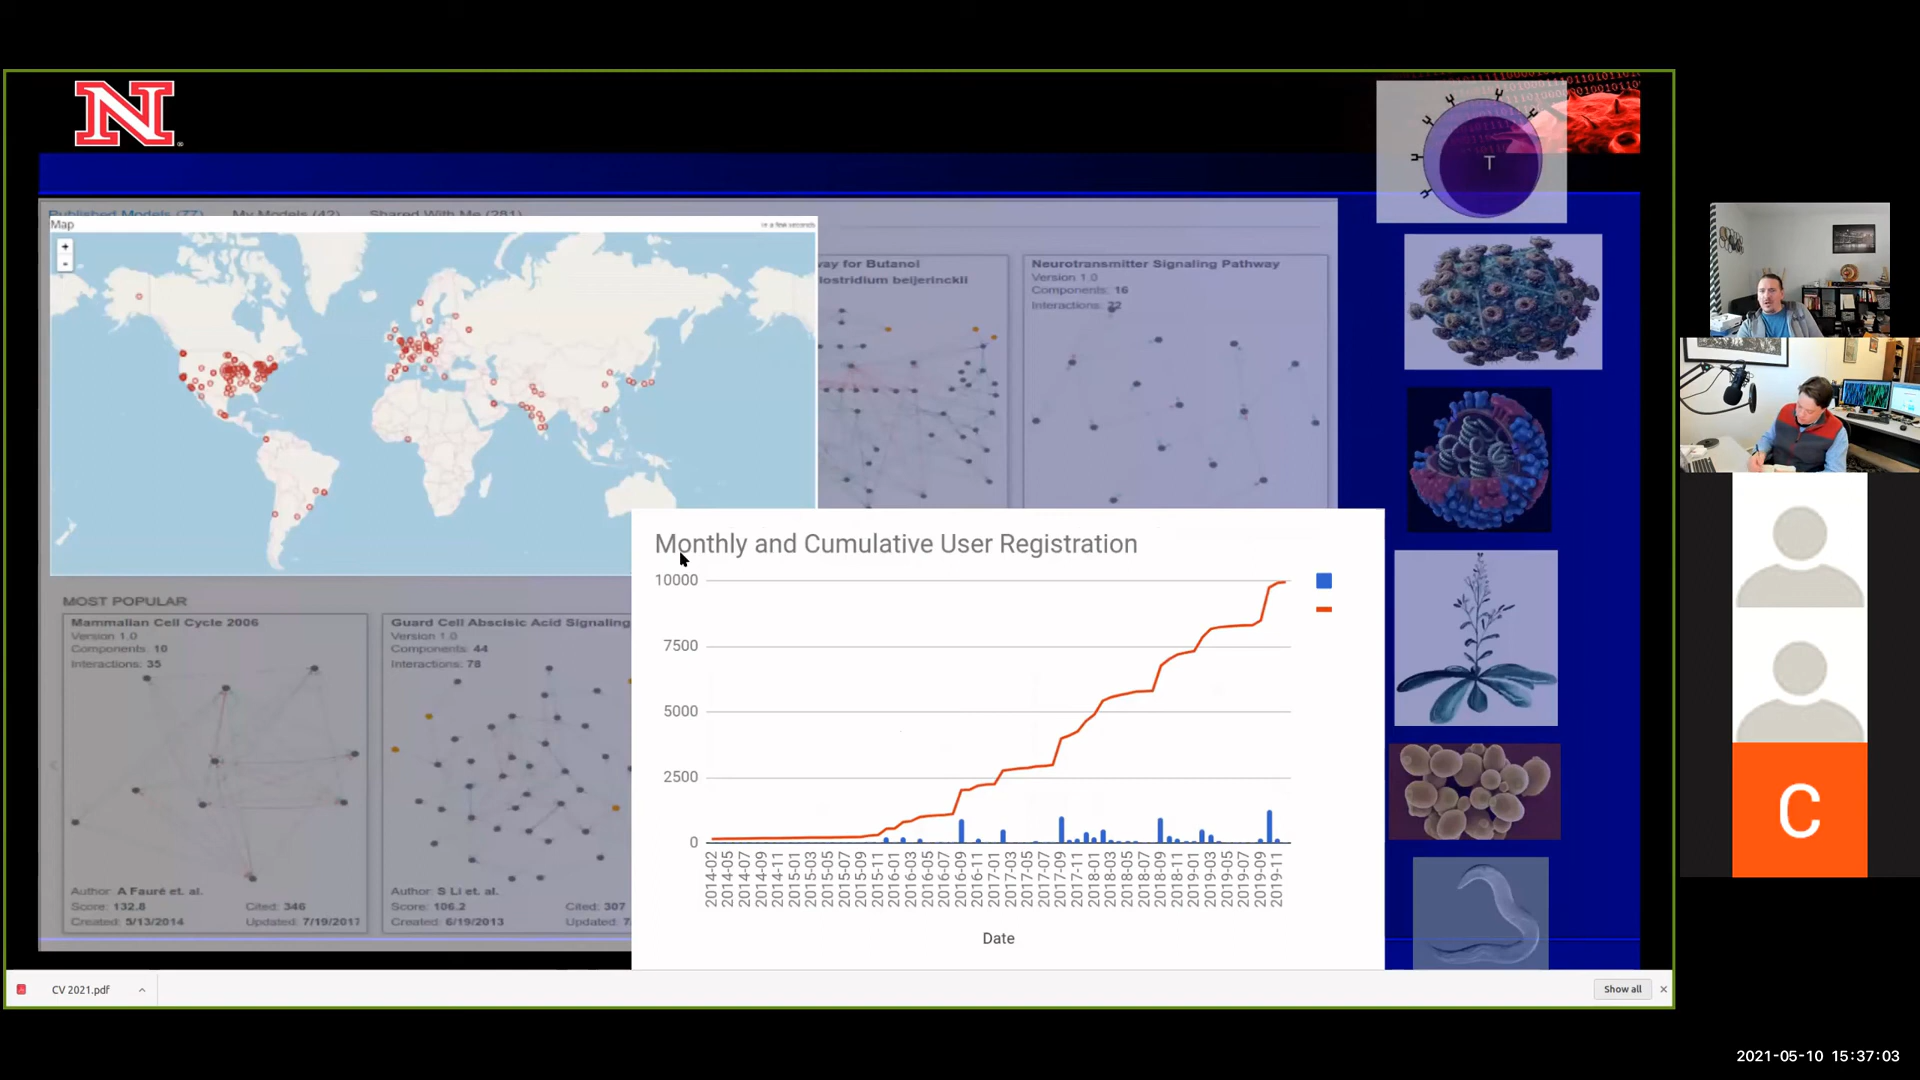 N
T
Published Models (77) My Models (42) Shared With Me (281)
Map
in a few seconds
+
-
way for Butanol
lostridium beijerinckii
Neurotransmitter Signaling Pathway
Version 1.0
Components: 16
Interactions: 22
MOST POPULAR
Mammalian Cell Cycle 2006
Version 1.0
Components: 10
Interactions: 35
Author: A Fauré et. al.
Score: 132.8 Cited: 346
Created: 5/13/2014 Updated: 7/19/2017
Guard Cell Abscisic Acid Signaling
Version 1.0
Components: 44
Interactions: 78
Author: S Li et. al.
Score: 106.2 Cited: 307
Created: 6/19/2013 Updated: 7/
Monthly and Cumulative User Registration
10000
7500
5000
2500
0
2014-02
2014-05
2014-07
2014-09
2014-11
2015-01
2015-03
2015-05
2015-07
2015-09
2015-11
2016-01
2016-03
2016-05
2016-07
2016-09
2016-11
2017-01
2017-03
2017-05
2017-07
2017-09
2017-11
2018-01
2018-03
2018-05
2018-07
2018-09
2018-11
2019-01
2019-03
2019-05
2019-07
2019-09
2019-11
Date
C
CV 2021.pdf
Show all
2021-05-10 15:37:03